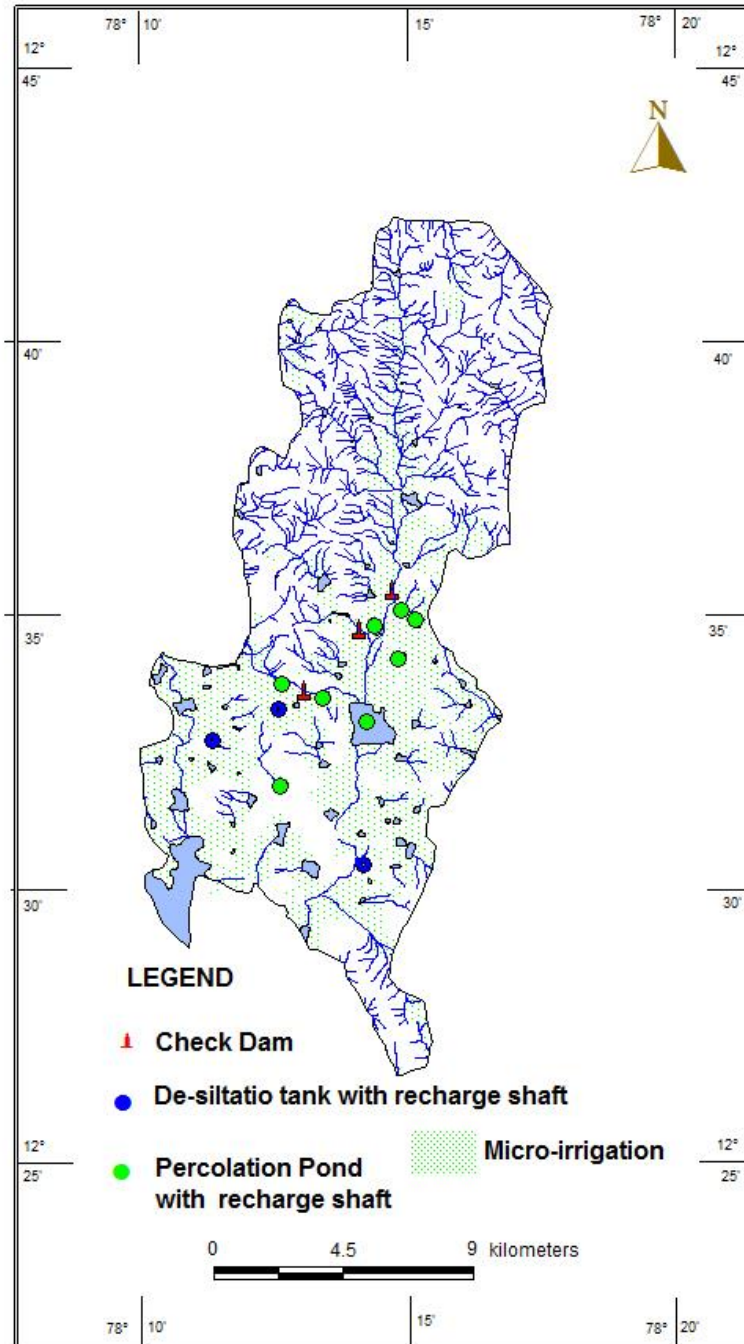 78° 10' 15' 78° 20'
12° 12°
45' 45'
N
40' 40'
35' 35'
30' 30'
LEGEND
Check Dam
De-siltatio tank with recharge shaft
Micro-irrigation
Percolation Pond
with recharge shaft
12° 12°
25' 25'
0 4.5 9 kilometers
78° 10' 15' 78° 20'